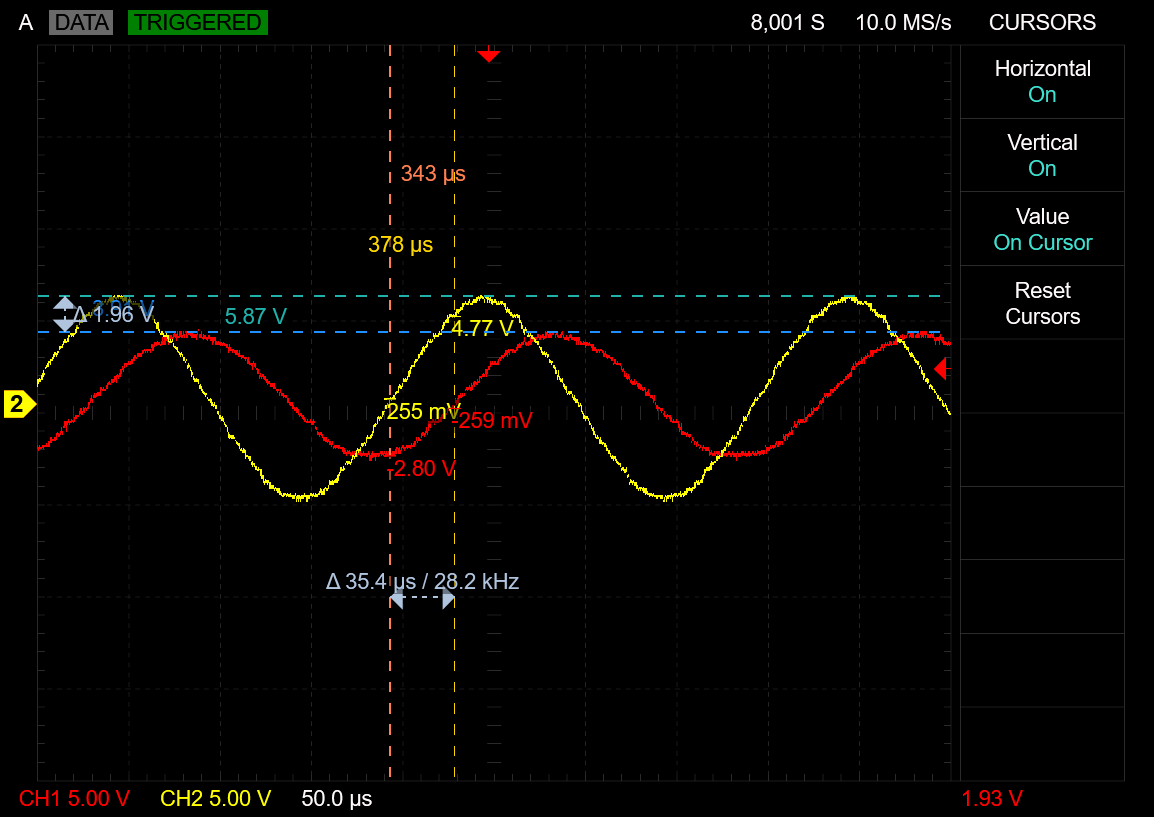 A DATA TRIGGERED 8,001 S 10.0 MS/s CURSORS
Horizontal
On
Vertical
On
Value
On Cursor
Reset
Cursors
343 µs
378 µs
Δ 1.96 V
5.87 V
4.77 V
2
255 mV
-259 mV
-2.80 V
Δ 35.4 µs / 28.2 kHz
CH1 5.00 V CH2 5.00 V 50.0 µs 1.93 V